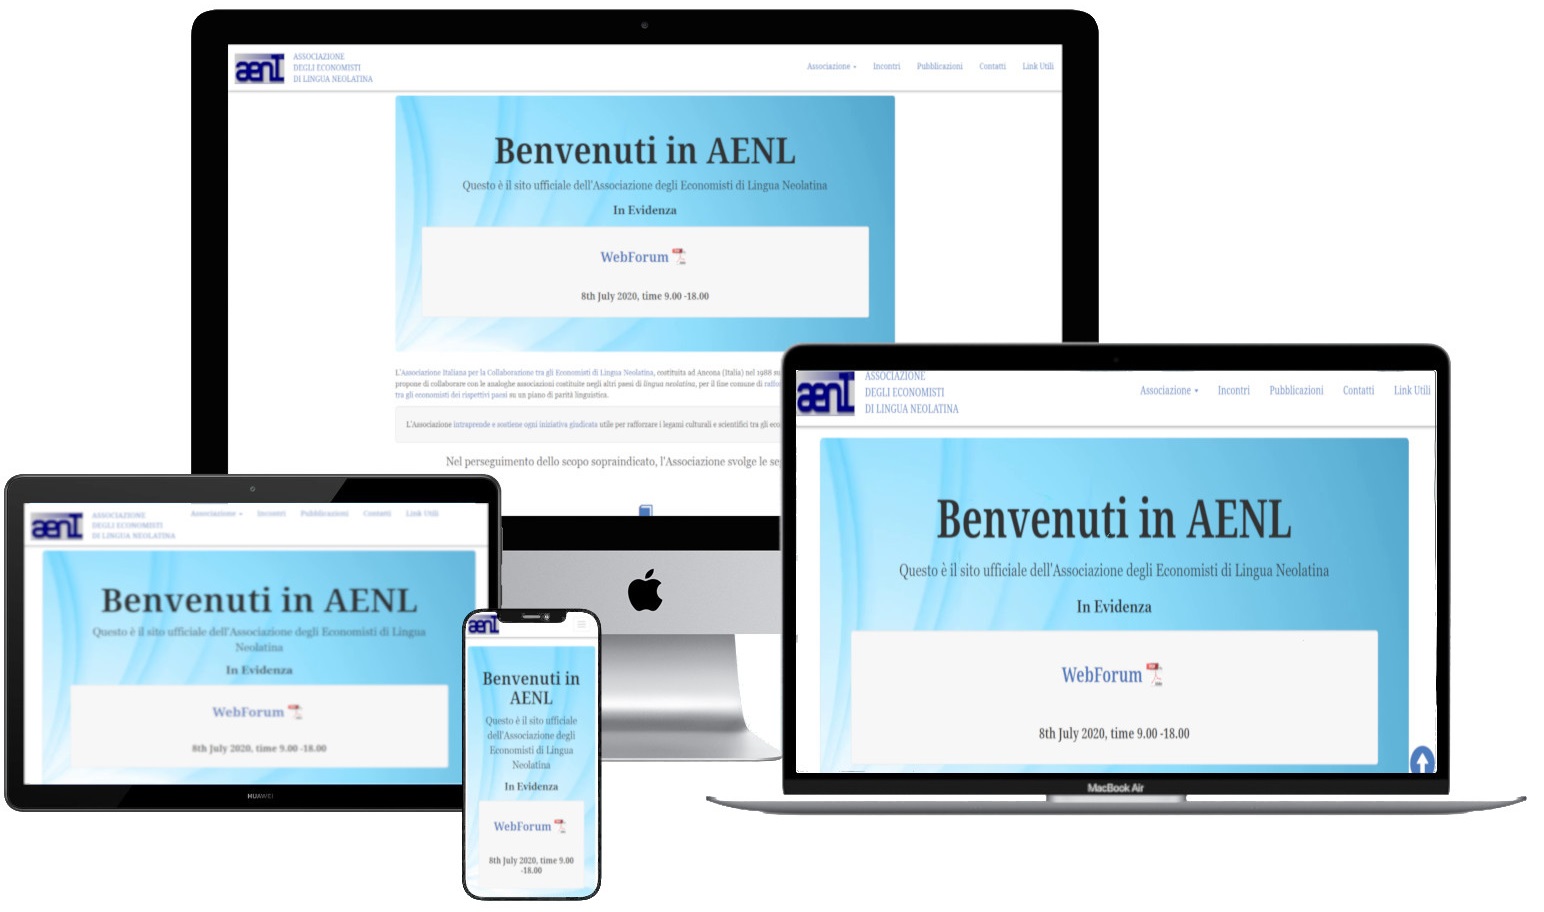 aenl
ASSOCIAZIONE
DEGLI ECONOMISTI
DI LINGUA NEOLATINA
Associazione Incontri Pubblicazioni Contatti Link Utili
Benvenuti in AENL
Questo è il sito ufficiale dell'Associazione degli Economisti di Lingua Neolatina
In Evidenza
WebForum
8th July 2020, time 9.00 -18.00
L'Associazione Italiana per la Collaborazione tra gli Economisti di Lingua Neolatina, costituita ad Ancona (Italia) nel 1988 su
propone di collaborare con le analoghe associazioni costituite negli altri paesi di lingua neolatina, per il fine comune di
tra gli economisti dei rispettivi paesi su un piano di parità linguistica.
L'Associazione intraprende e sostiene ogni iniziativa giudicata utile per rafforzare i legami culturali e scientifici tra gli eco
Nel perseguimento dello scopo sopraindicato, l'Associazione svolge le se
aenl
ASSOCIAZIONE
DEGLI ECONOMISTI
DI LINGUA NEOLATINA
Associazione Incontri Pubblicazioni Contatti Link Utili
Benvenuti in AENL
Questo è il sito ufficiale dell'Associazione degli Economisti di Lingua Neolatina
In Evidenza
WebForum
8th July 2020, time 9.00 -18.00
MacBook Air
aenl
ASSOCIAZIONE
DEGLI ECONOMISTI
DI LINGUA NEOLATINA
Associazione Incontri Pubblicazioni Contatti Link Utili
Benvenuti in AENL
Questo è il sito ufficiale dell'Associazione degli Economisti di Lingua
Neolatina
In Evidenza
WebForum
8th July 2020, time 9.00 -18.00
HUAWEI
aenl
Benvenuti in
AENL
Questo è il sito ufficiale
dell'Associazione degli
Economisti di Lingua
Neolatina
In Evidenza
WebForum
8th July 2020, time 9.00
-18.00